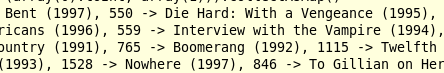 Bent (1997), 550 -> Die Hard: With a Vengeance (1995),
ricans (1996), 559 -> Interview with the Vampire (1994),
ountry (1991), 765 -> Boomerang (1992), 1115 -> Twelfth
(1993), 1528 -> Nowhere (1997), 846 -> To Gillian on Her